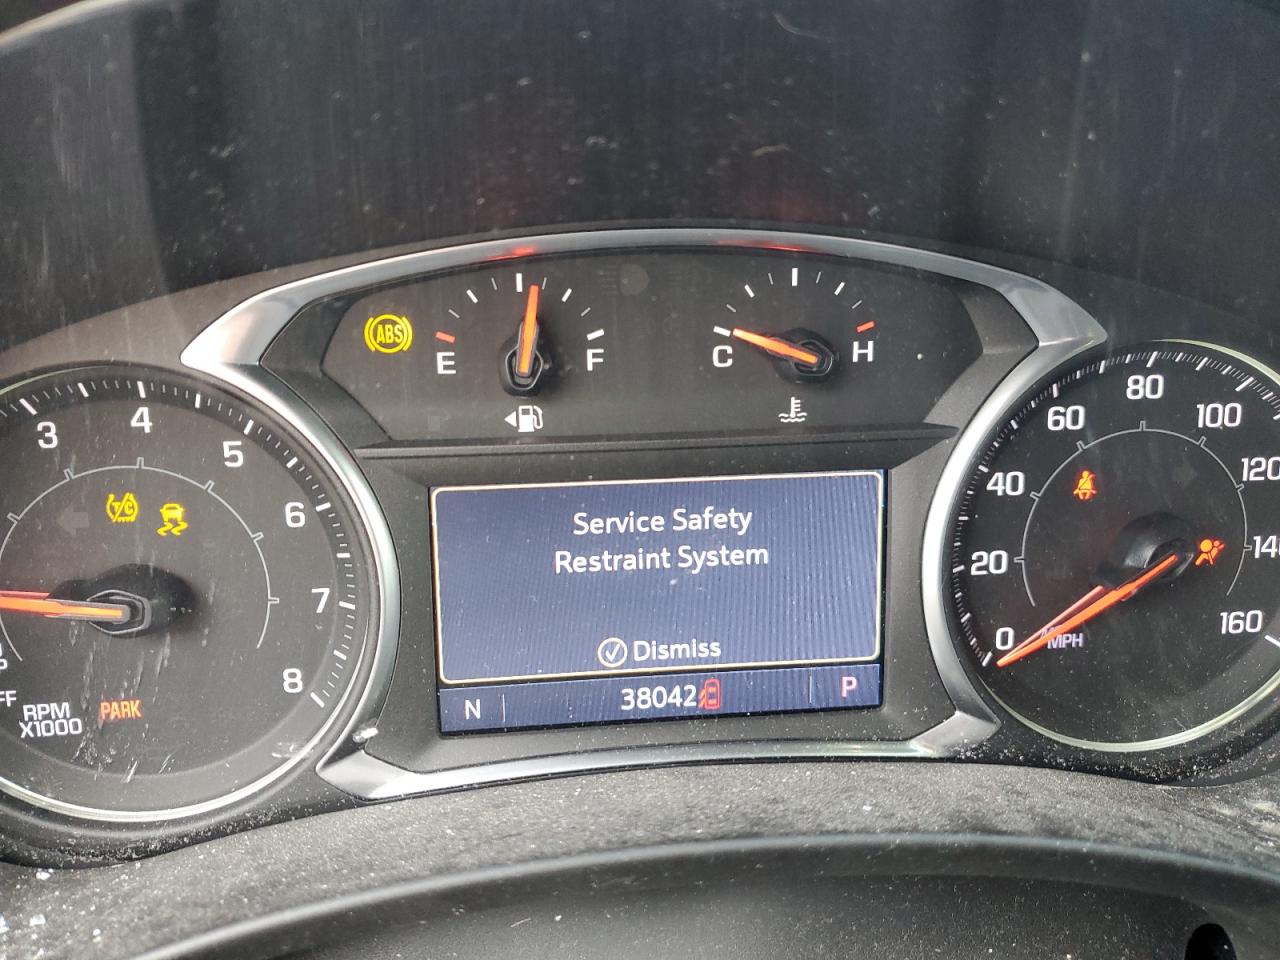 ABS
E
F
C
H
3
4
5
6
7
8
T/C
RPM
X1000
PARK
Service Safety
Restraint System
Dismiss
N
38042
P
0
20
40
60
80
100
120
160
MPH